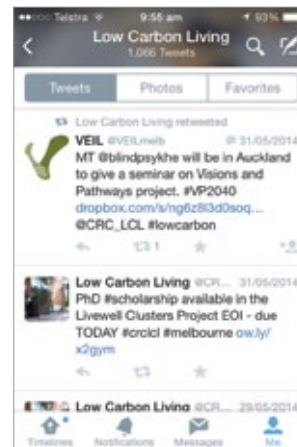 Telstra 9:55 am 93%
Low Carbon Living
1,066 Tweets
Tweets Photos Favorites
Low Carbon Living retweeted
VEIL @VEILmelb 31/05/2014
MT @blindpsykhe will be in Auckland
to give a seminar on Visions and
Pathways project. #VP2040
dropbox.com/s/ng6z8l3d0soq...
@CRC_LCL #lowcarbon
1
Low Carbon Living @CR... 31/05/2014
PhD #scholarship available in the
Livewell Clusters Project EOI - due
TODAY #crclcl #melbourne ow.ly/
x2gym
Low Carbon Living @CR... 29/05/2014
Timelines Notifications Messages Me